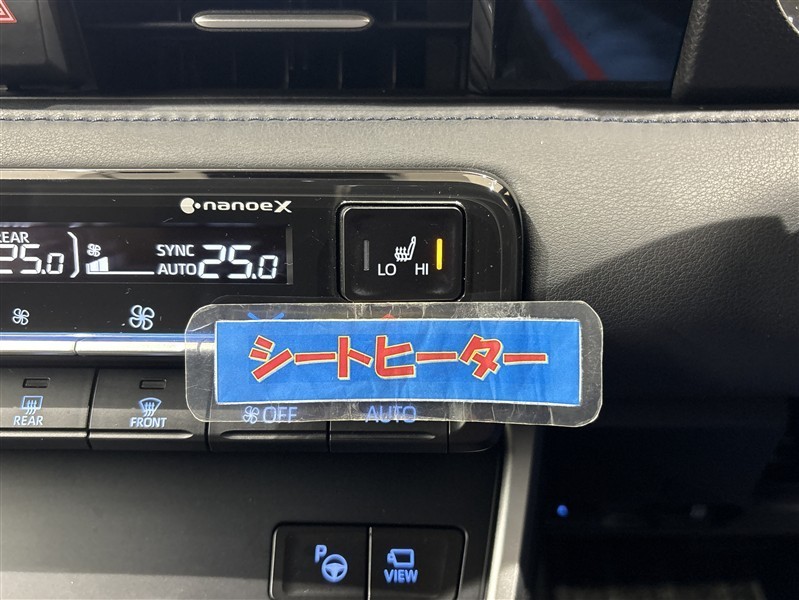 nanoeX
REAR
25.0
SYNC
AUTO 25.0
LO HI
シートヒーター
REAR
FRONT
OFF
AUTO
P
VIEW